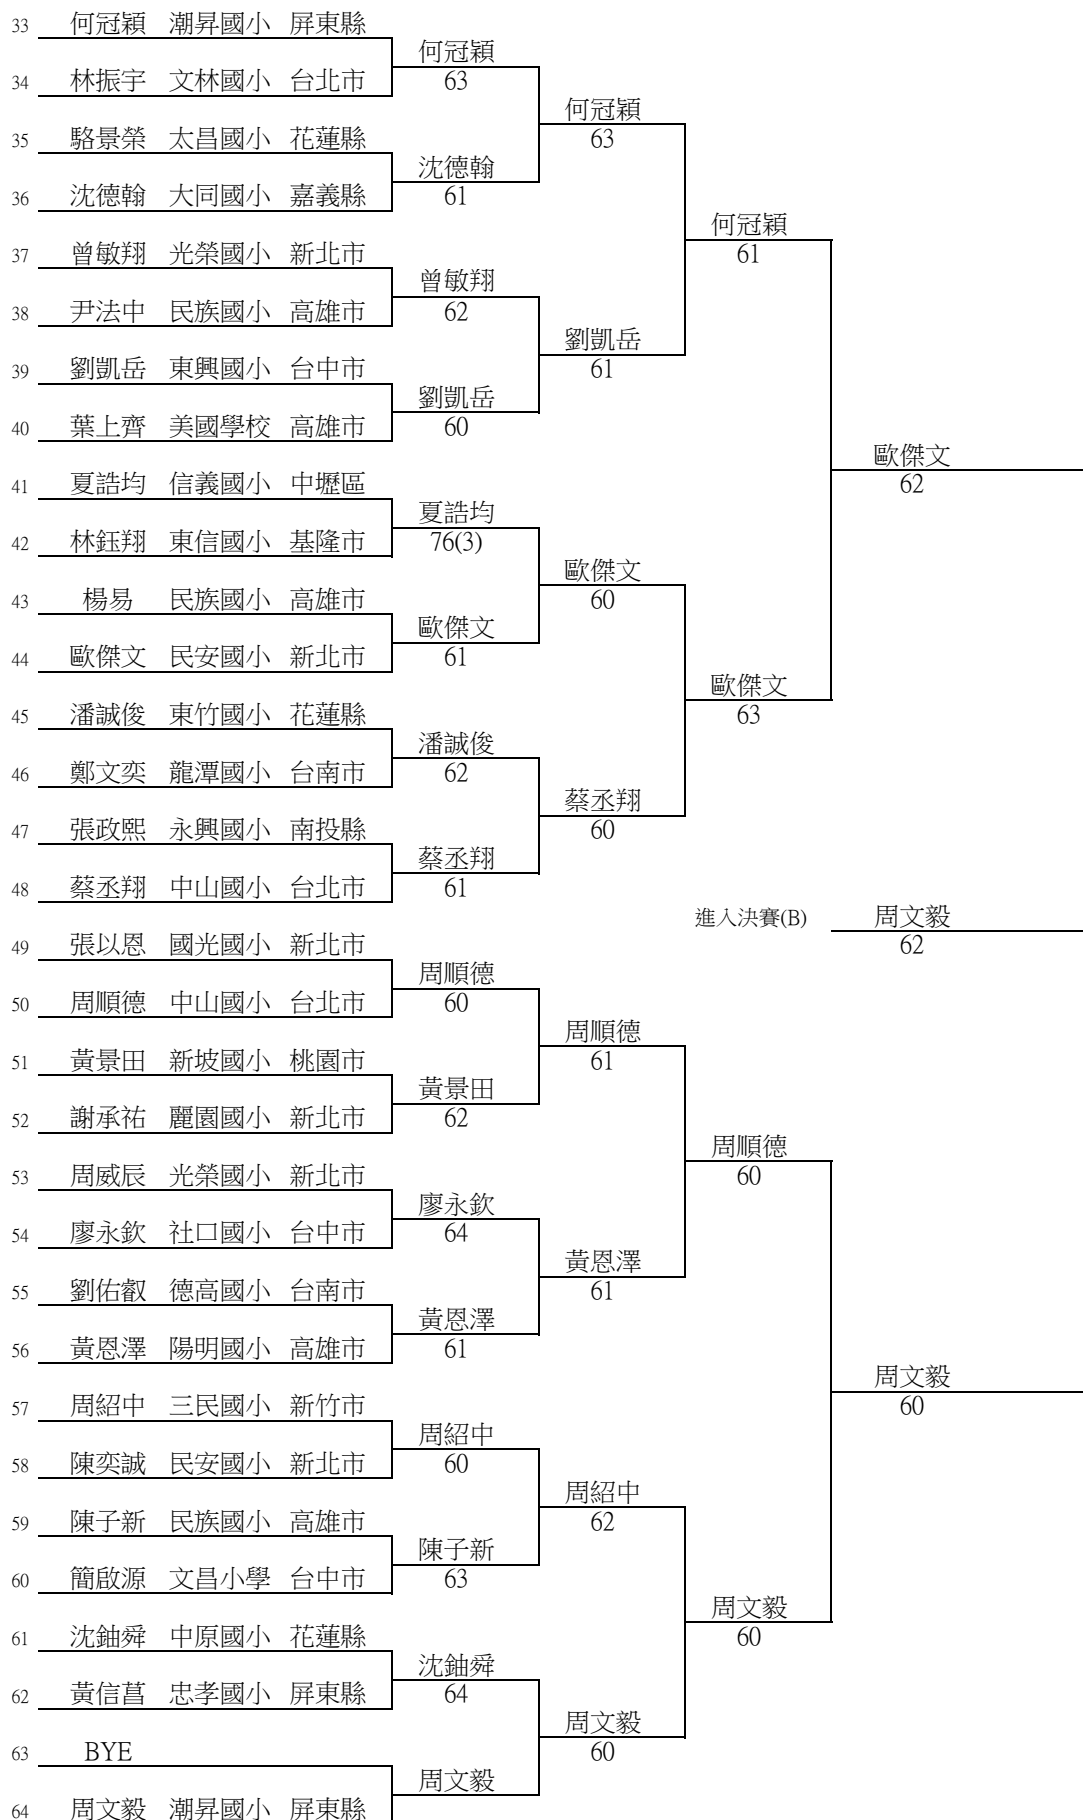 33 何冠穎 潮昇國小 屏東縣
何冠穎
34 林振宇 文林國小 台北市 63
何冠穎
35 駱景榮 太昌國小 花蓮縣 63
沈德翰
36 沈德翰 大同國小 嘉義縣 61
何冠穎
37 曾敏翔 光榮國小 新北市 61
曾敏翔
38 尹法中 民族國小 高雄市 62
劉凱岳
39 劉凱岳 東興國小 台中市 61
劉凱岳
40 葉上齊 美國學校 高雄市 60
歐傑文
41 夏誥均 信義國小 中壢區 62
夏誥均
42 林鈺翔 東信國小 基隆市 76(3)
歐傑文
43 楊易 民族國小 高雄市 60
歐傑文
44 歐傑文 民安國小 新北市 61
歐傑文
45 潘誠俊 東竹國小 花蓮縣 63
潘誠俊
46 鄭文奕 龍潭國小 台南市 62
蔡丞翔
47 張政熙 永興國小 南投縣 60
蔡丞翔
48 蔡丞翔 中山國小 台北市 61
進入決賽(B) 周文毅
49 張以恩 國光國小 新北市 62
周順德
50 周順德 中山國小 台北市 60
周順德
51 黃景田 新坡國小 桃園市 61
黃景田
52 謝承祐 麗園國小 新北市 62
周順德
53 周威辰 光榮國小 新北市 60
廖永欽
54 廖永欽 社口國小 台中市 64
黃恩澤
55 劉佑叡 德高國小 台南市 61
黃恩澤
56 黃恩澤 陽明國小 高雄市 61
周文毅
57 周紹中 三民國小 新竹市 60
周紹中
58 陳奕誠 民安國小 新北市 60
周紹中
59 陳子新 民族國小 高雄市 62
陳子新
60 簡啟源 文昌小學 台中市 63
周文毅
61 沈鈾舜 中原國小 花蓮縣 60
沈鈾舜
62 黃信菖 忠孝國小 屏東縣 64
周文毅
63 BYE 60
周文毅
64 周文毅 潮昇國小 屏東縣